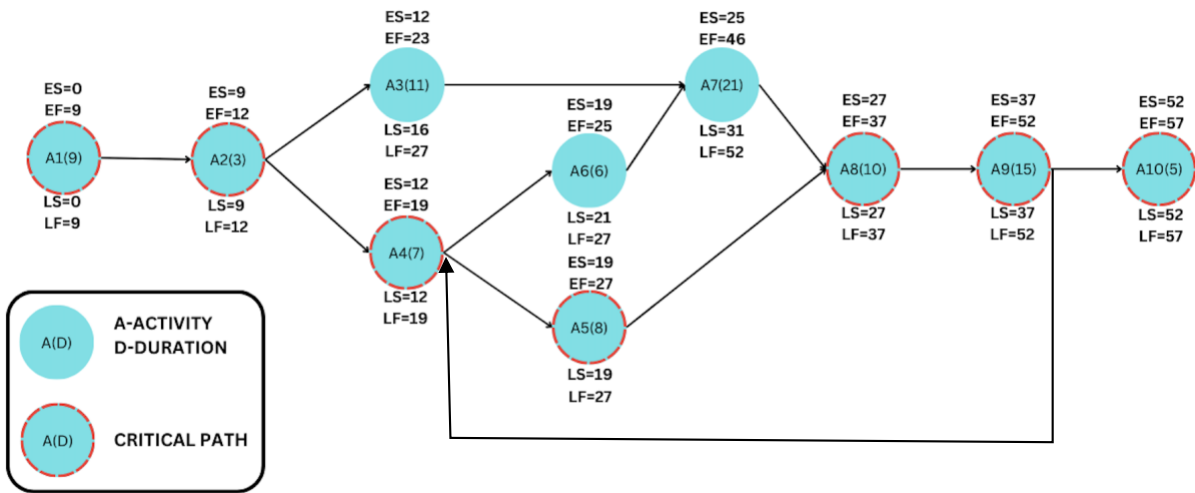 ES=0
EF=9
A1(9)
LS=0
LF=9
ES=9
EF=12
A2(3)
LS=9
LF=12
ES=12
EF=23
A3(11)
LS=16
LF=27
ES=12
EF=19
A4(7)
LS=12
LF=19
ES=19
EF=25
A6(6)
LS=21
LF=27
ES=19
EF=27
A5(8)
LS=19
LF=27
ES=25
EF=46
A7(21)
LS=31
LF=52
ES=27
EF=37
A8(10)
LS=27
LF=37
ES=37
EF=52
A9(15)
LS=37
LF=52
ES=52
EF=57
A10(5)
LS=52
LF=57
A(D)
A-ACTIVITY
D-DURATION
A(D)
CRITICAL PATH